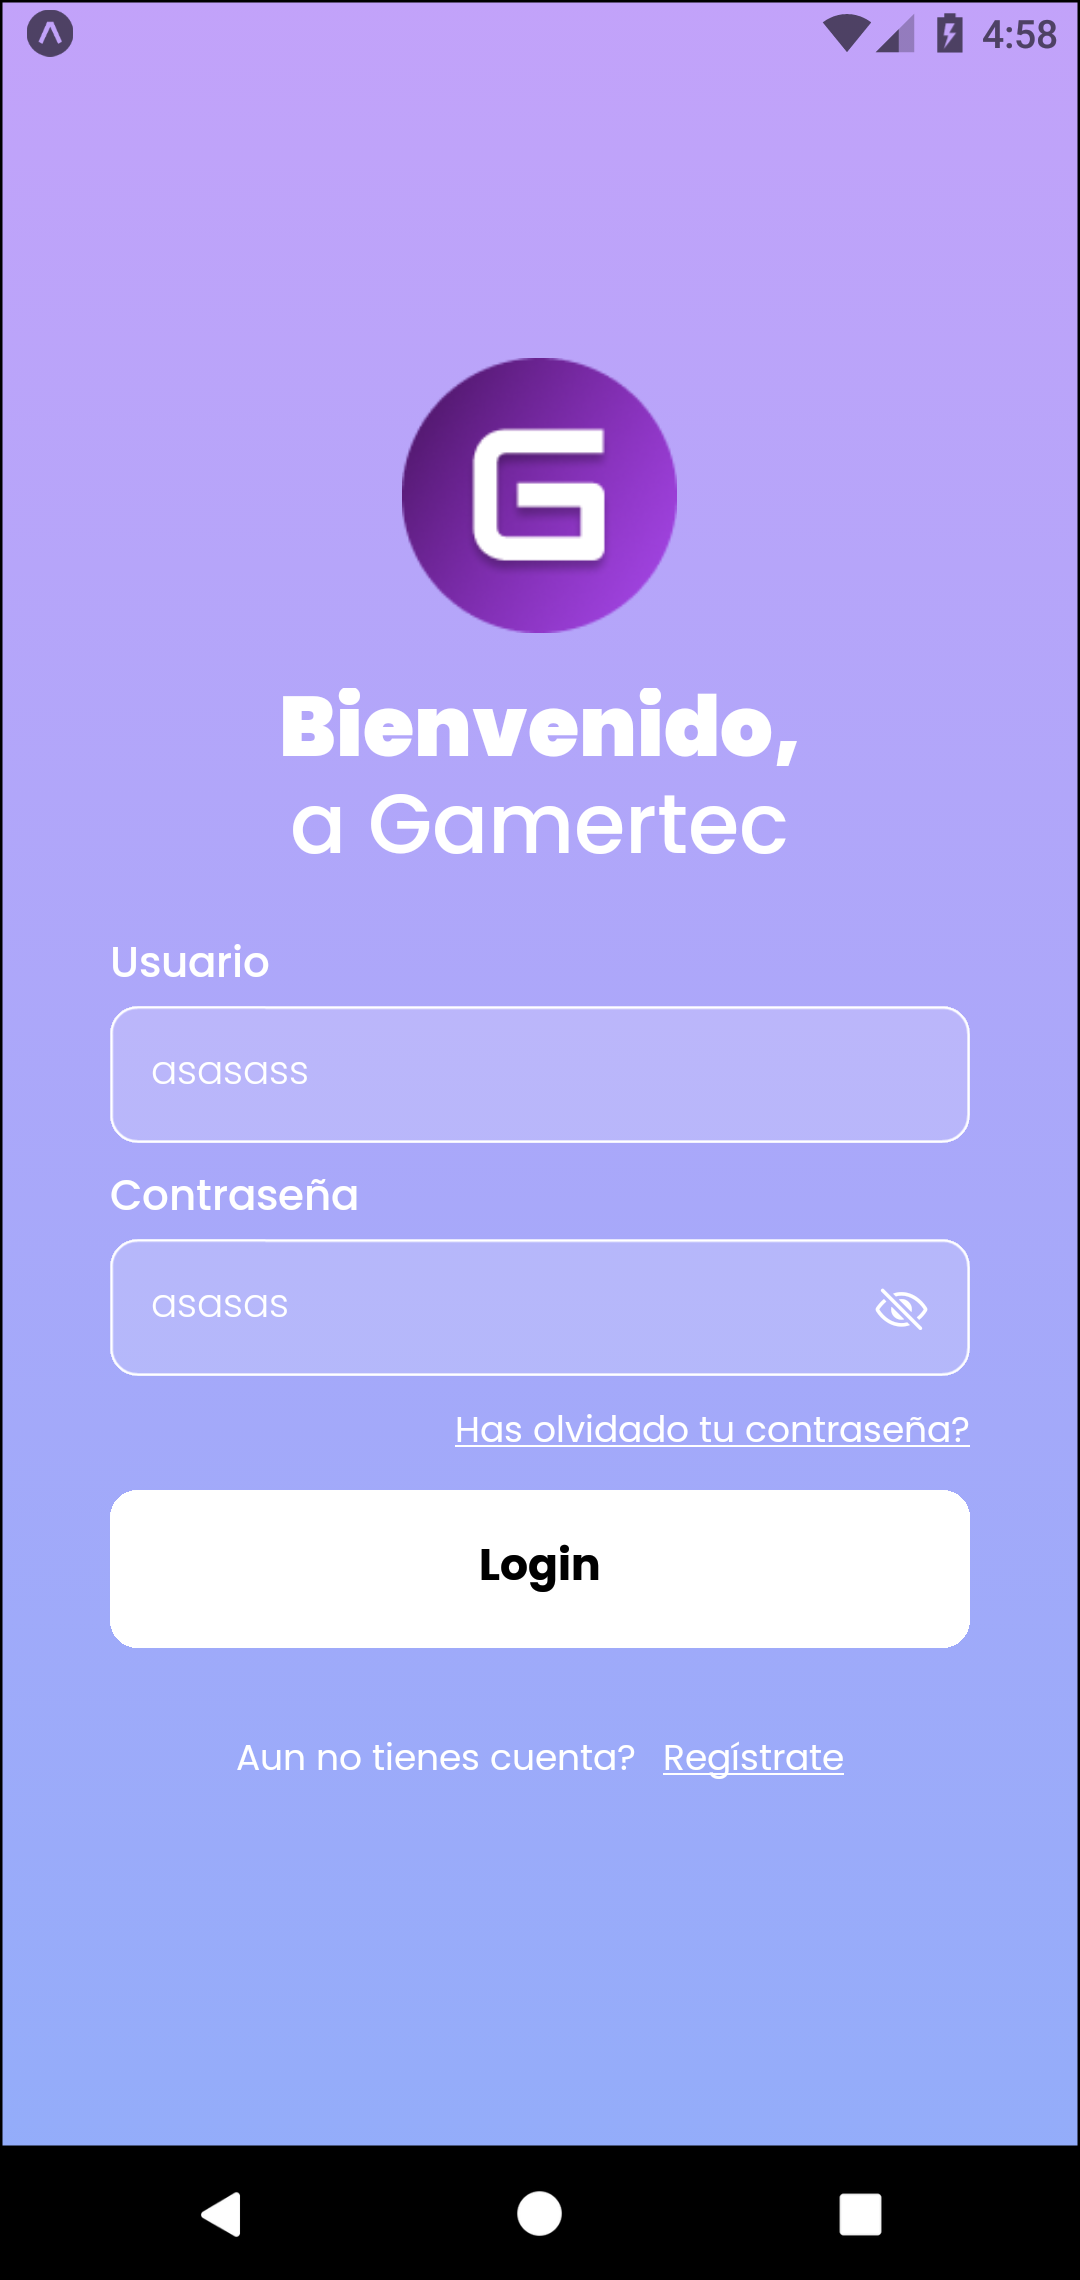 4:58
G
Bienvenido,
a Gamertec
Usuario
asasass
Contraseña
asasas
Has olvidado tu contraseña?
Login
Aun no tienes cuenta? Regístrate